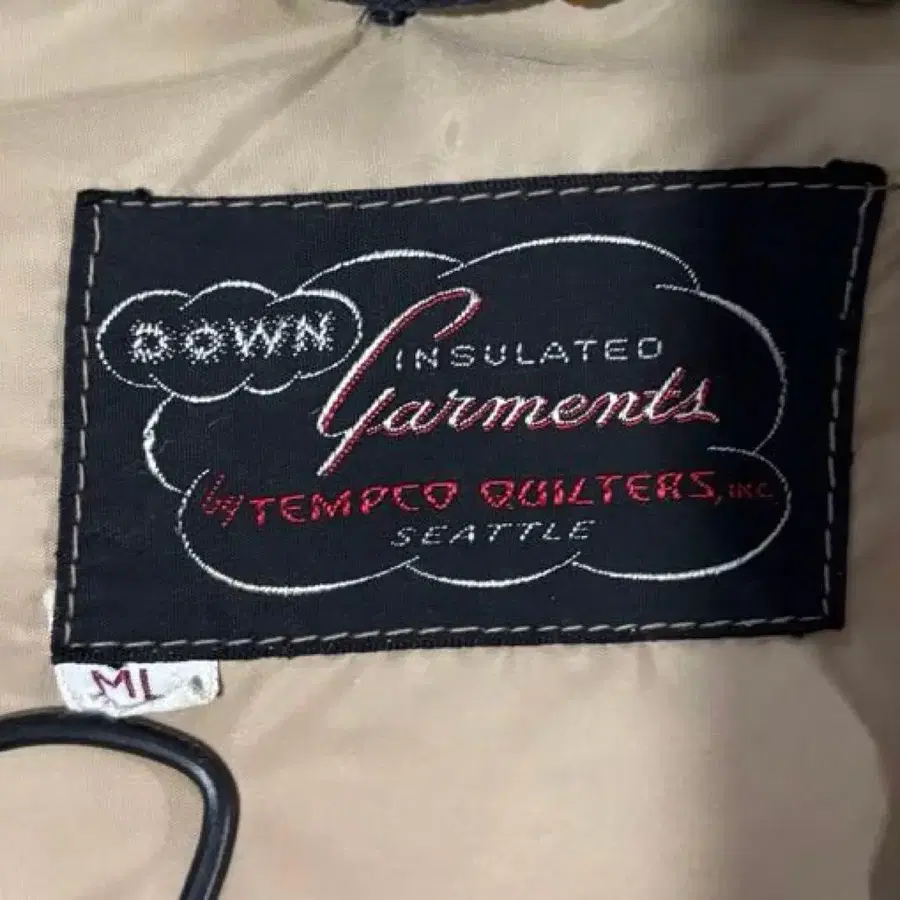 DOWN
INSULATED
Garments
by TEMPCO QUILTERS, INC.
SEATTLE
ML